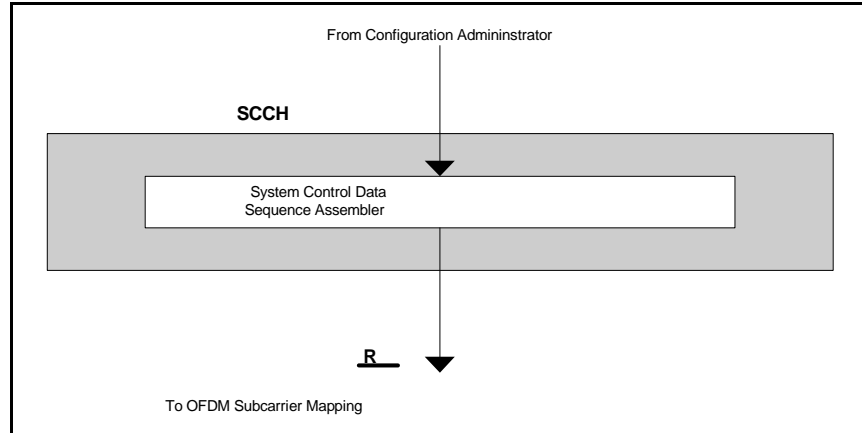 From Configuration Admininstrator
SCCH
System Control Data
Sequence Assembler
R
To OFDM Subcarrier Mapping